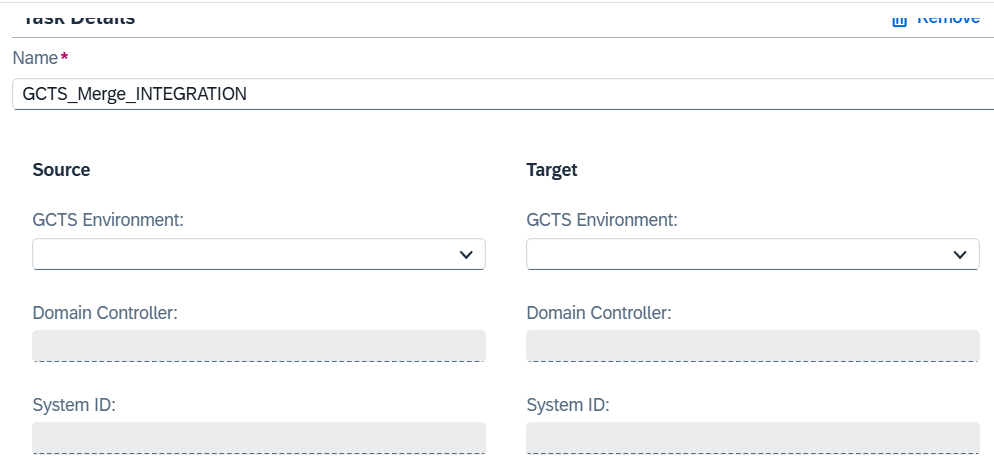 Task Details
Remove
Name*
GCTS_Merge_INTEGRATION
Source
Target
GCTS Environment:
GCTS Environment:
Domain Controller:
Domain Controller:
System ID:
System ID: